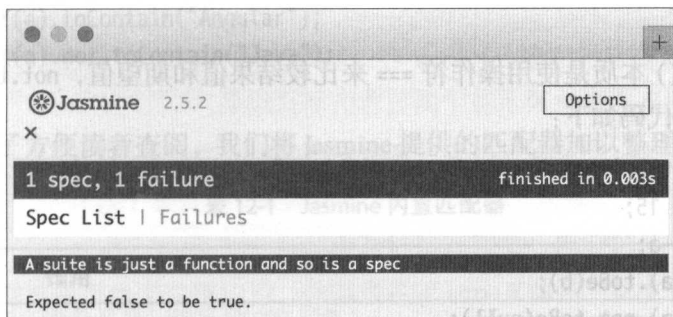 Jasmine 2.5.2
Options
×
1 spec, 1 failure
finished in 0.003s
Spec List | Failures
A suite is just a function and so is a spec
Expected false to be true.